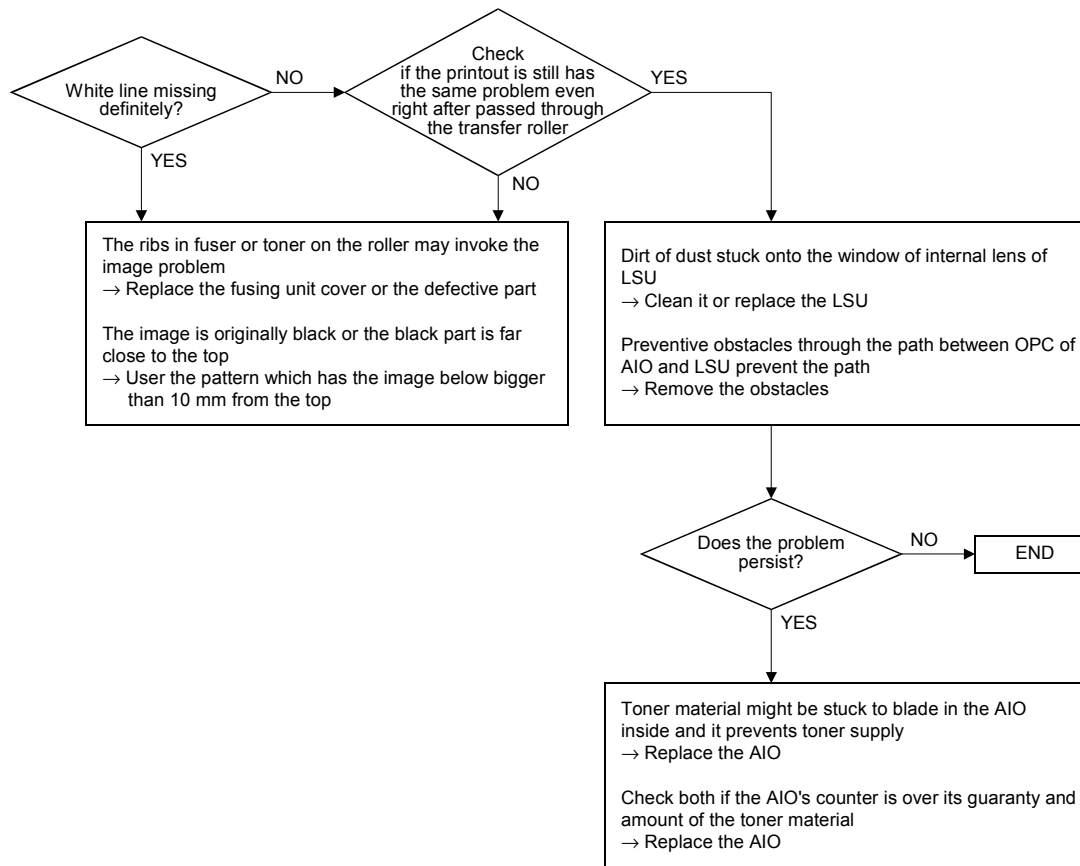 White line missing
definitely?
NO
YES
Check
if the printout is still has
the same problem even
right after passed through
the transfer roller
YES
NO
The ribs in fuser or toner on the roller may invoke the
image problem
→ Replace the fusing unit cover or the defective part
The image is originally black or the black part is far
close to the top
→ User the pattern which has the image below bigger
than 10 mm from the top
Dirt of dust stuck onto the window of internal lens of
LSU
→ Clean it or replace the LSU
Preventive obstacles through the path between OPC of
AIO and LSU prevent the path
→ Remove the obstacles
Does the problem
persist?
NO
END
YES
Toner material might be stuck to blade in the AIO
inside and it prevents toner supply
→ Replace the AIO
Check both if the AIO's counter is over its guaranty and
amount of the toner material
→ Replace the AIO